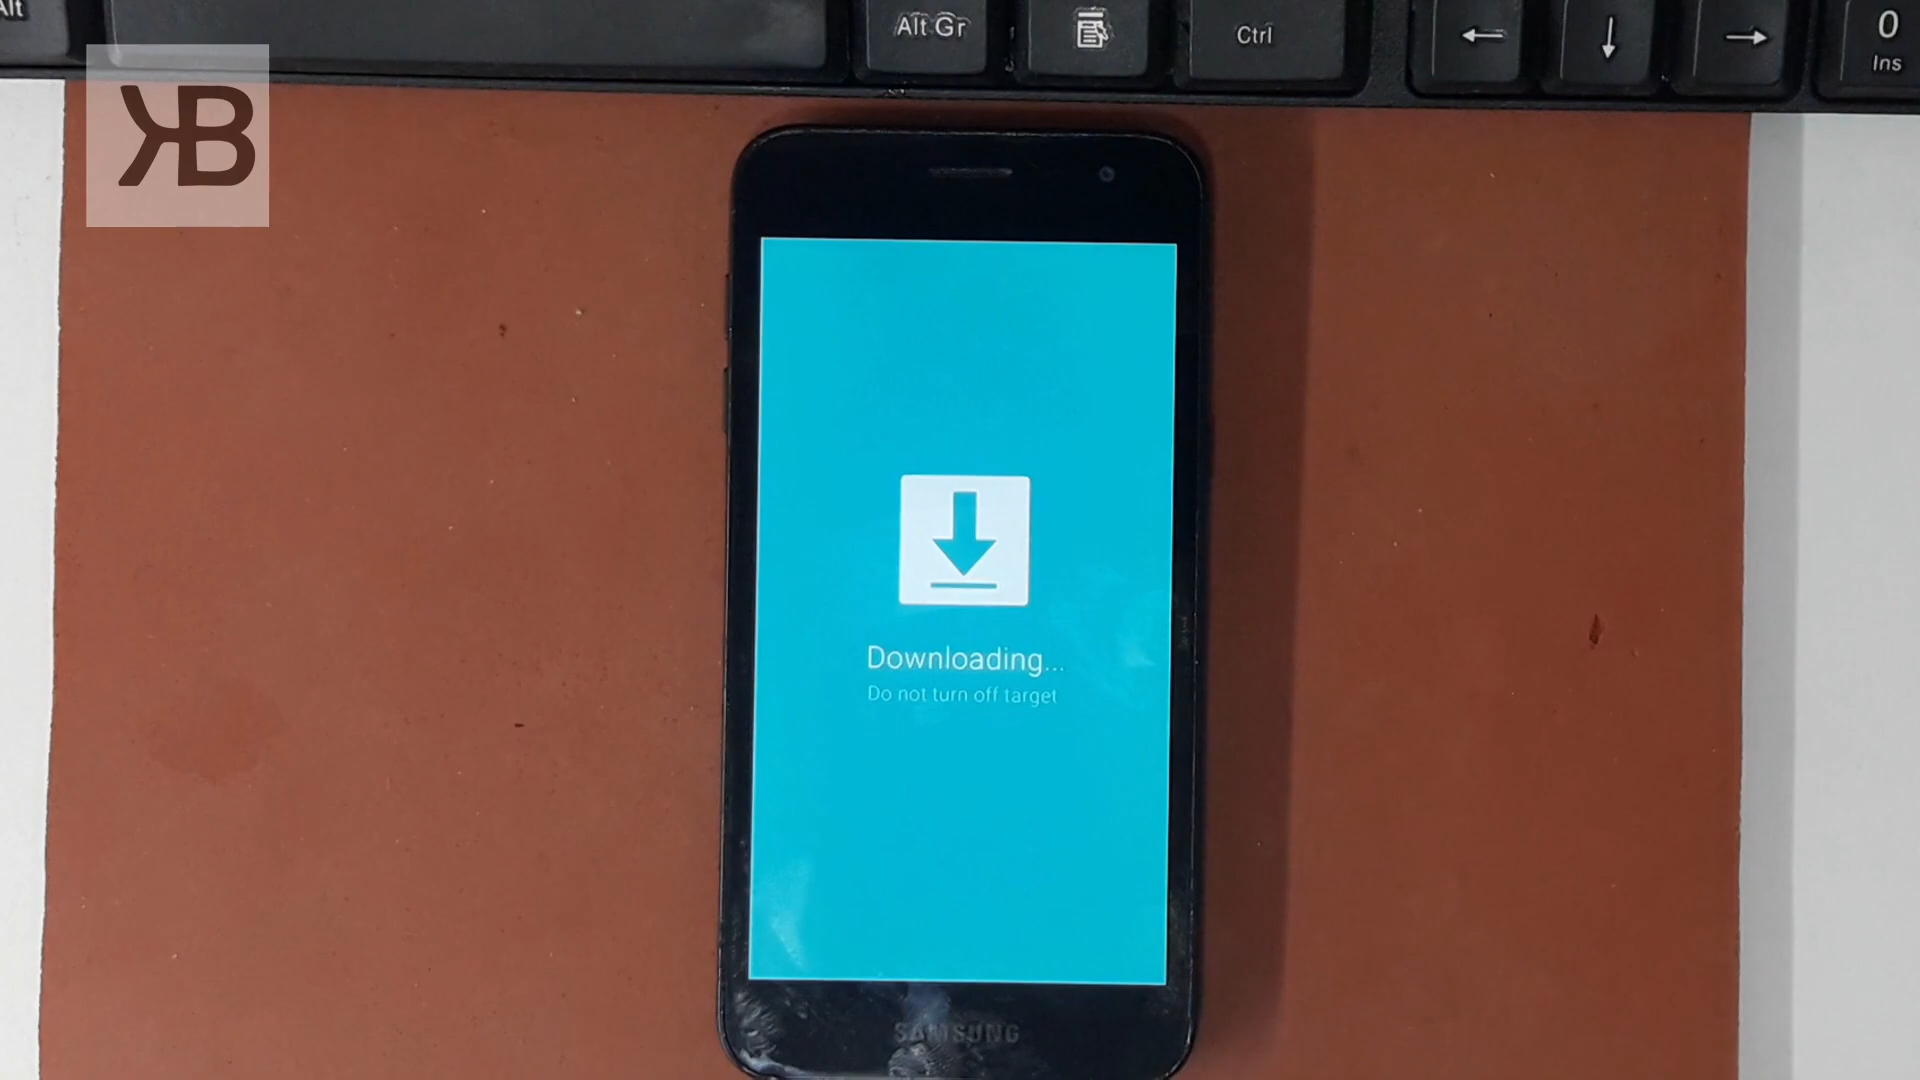 Alt
Alt Gr
Ctrl
0
Ins
KB
Downloading...
Do not turn off target
SAMSUNG